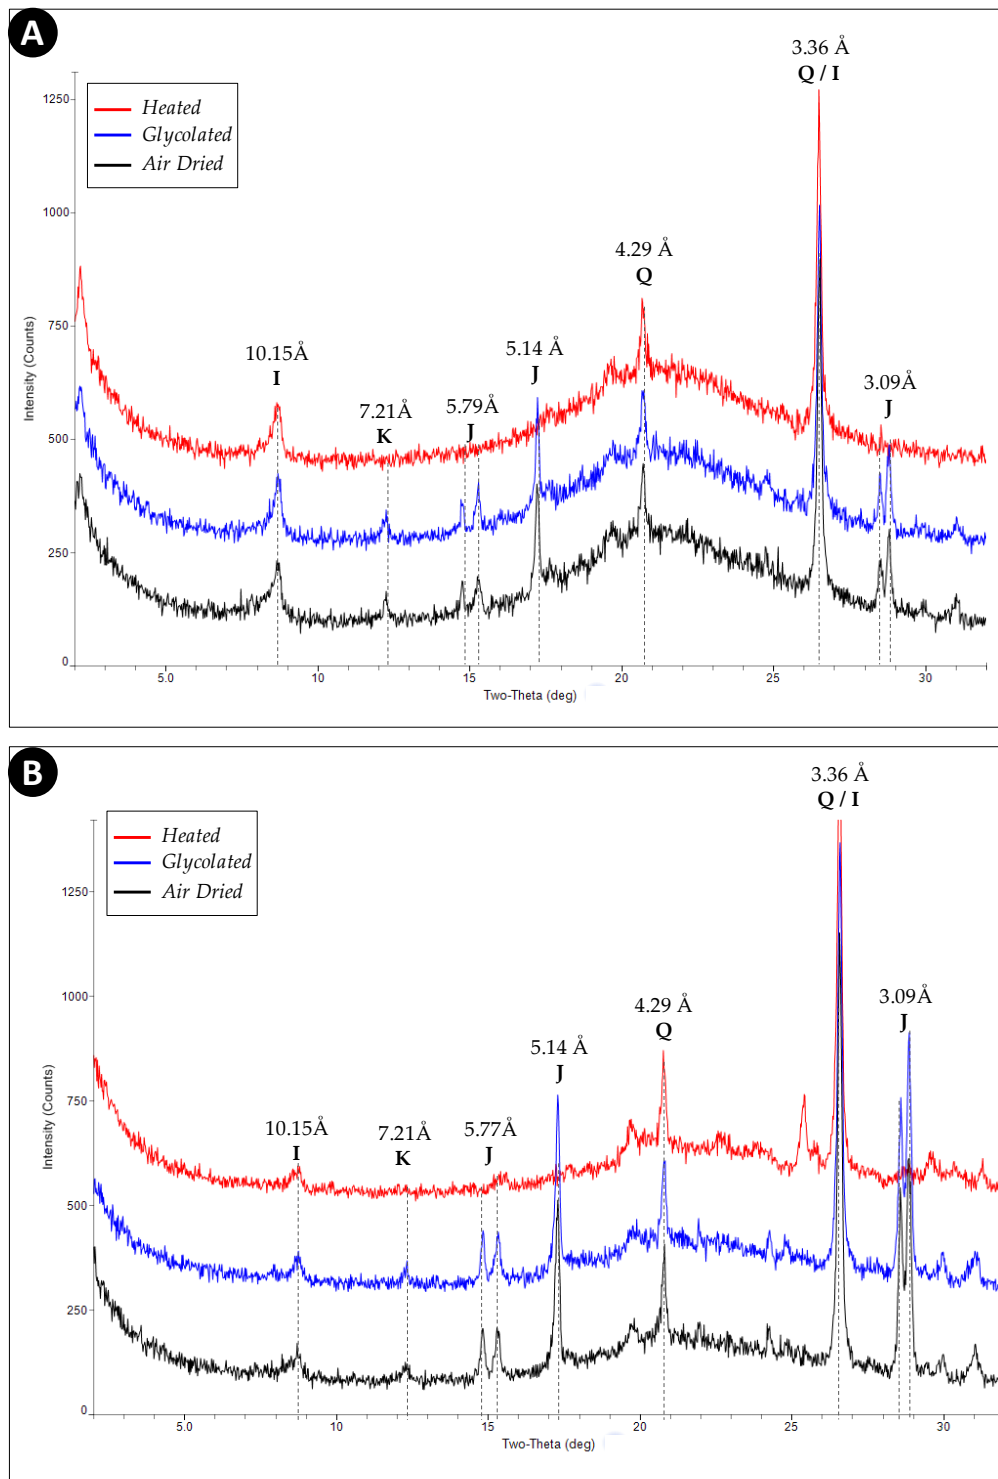 A
3.36 Å
Q / I
1250
Heated
Glycolated
Air Dried
1000
4.29 Å
Q
750
Intensity (Counts)
10.15Å
I
5.14 Å
J
3.09Å
J
5.79Å
J
7.21Å
K
500
250
0
5.0
10
15
20
25
30
Two-Theta (deg)
B
3.36 Å
Q / I
Heated
Glycolated
Air Dried
1250
1000
3.09Å
J
4.29 Å
Q
5.14 Å
J
750
Intensity (Counts)
10.15Å
I
7.21Å
K
5.77Å
J
500
250
0
5.0
10
15
20
25
30
Two-Theta (deg)